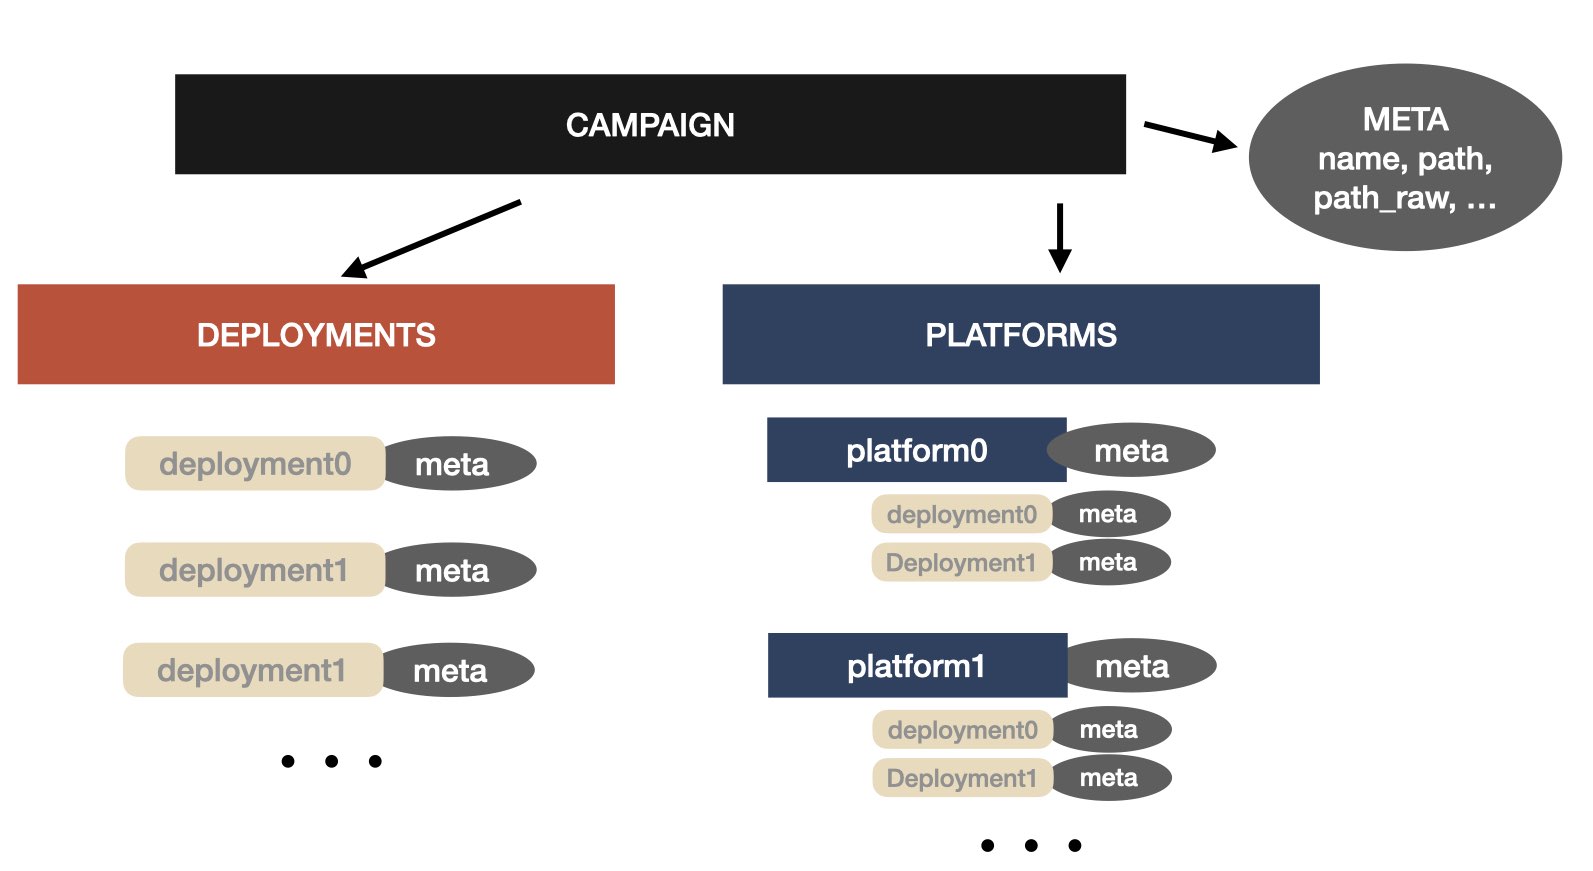 CAMPAIGN
META
name, path,
path_raw, ...
DEPLOYMENTS
PLATFORMS
deployment0
meta
deployment1
meta
deployment1
meta
platform0
meta
deployment0
meta
Deployment1
meta
platform1
meta
deployment0
meta
Deployment1
meta